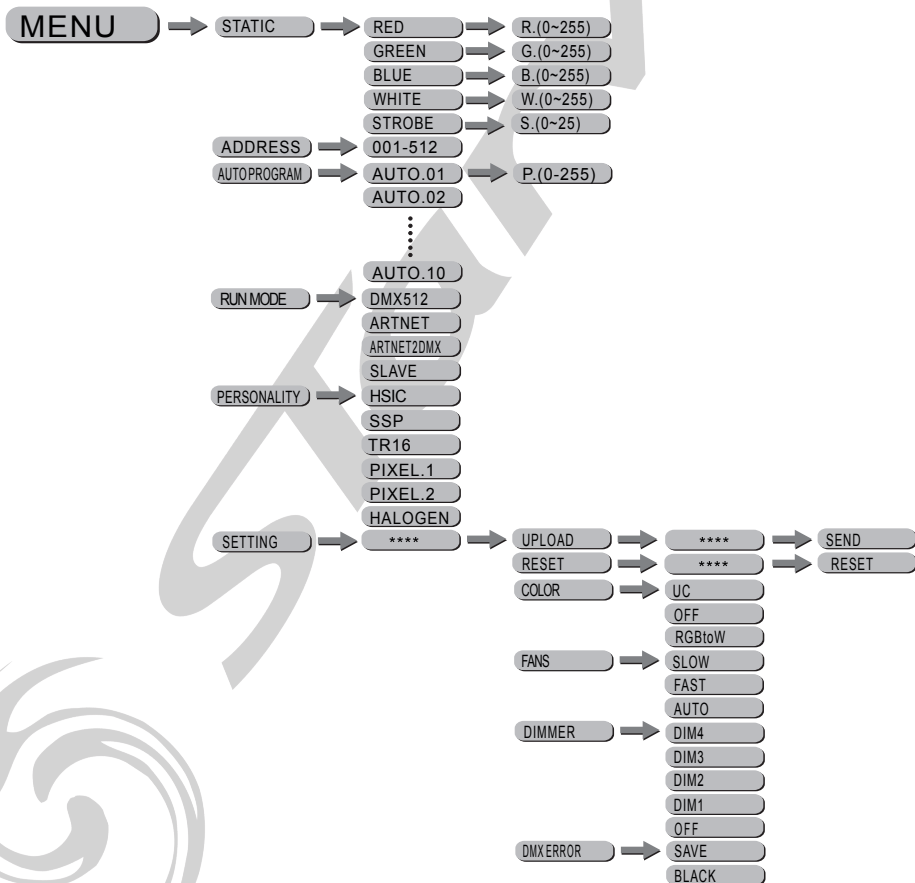 MENU STATIC RED R.(0~255)
GREEN G.(0~255)
BLUE B.(0~255)
WHITE W.(0~255)
STROBE S.(0~25)
ADDRESS 001-512
AUTOPROGRAM AUTO.01 P.(0-255)
AUTO.02
AUTO.10
RUN MODE DMX512
ARTNET
ARTNET2DMX
SLAVE
PERSONALITY HSIC
SSP
TR16
PIXEL.1
PIXEL.2
HALOGEN
SETTING **** UPLOAD **** SEND
RESET **** RESET
COLOR UC
OFF
RGBtoW
FANS SLOW
FAST
AUTO
DIMMER DIM4
DIM3
DIM2
DIM1
OFF
DMX ERROR SAVE
BLACK